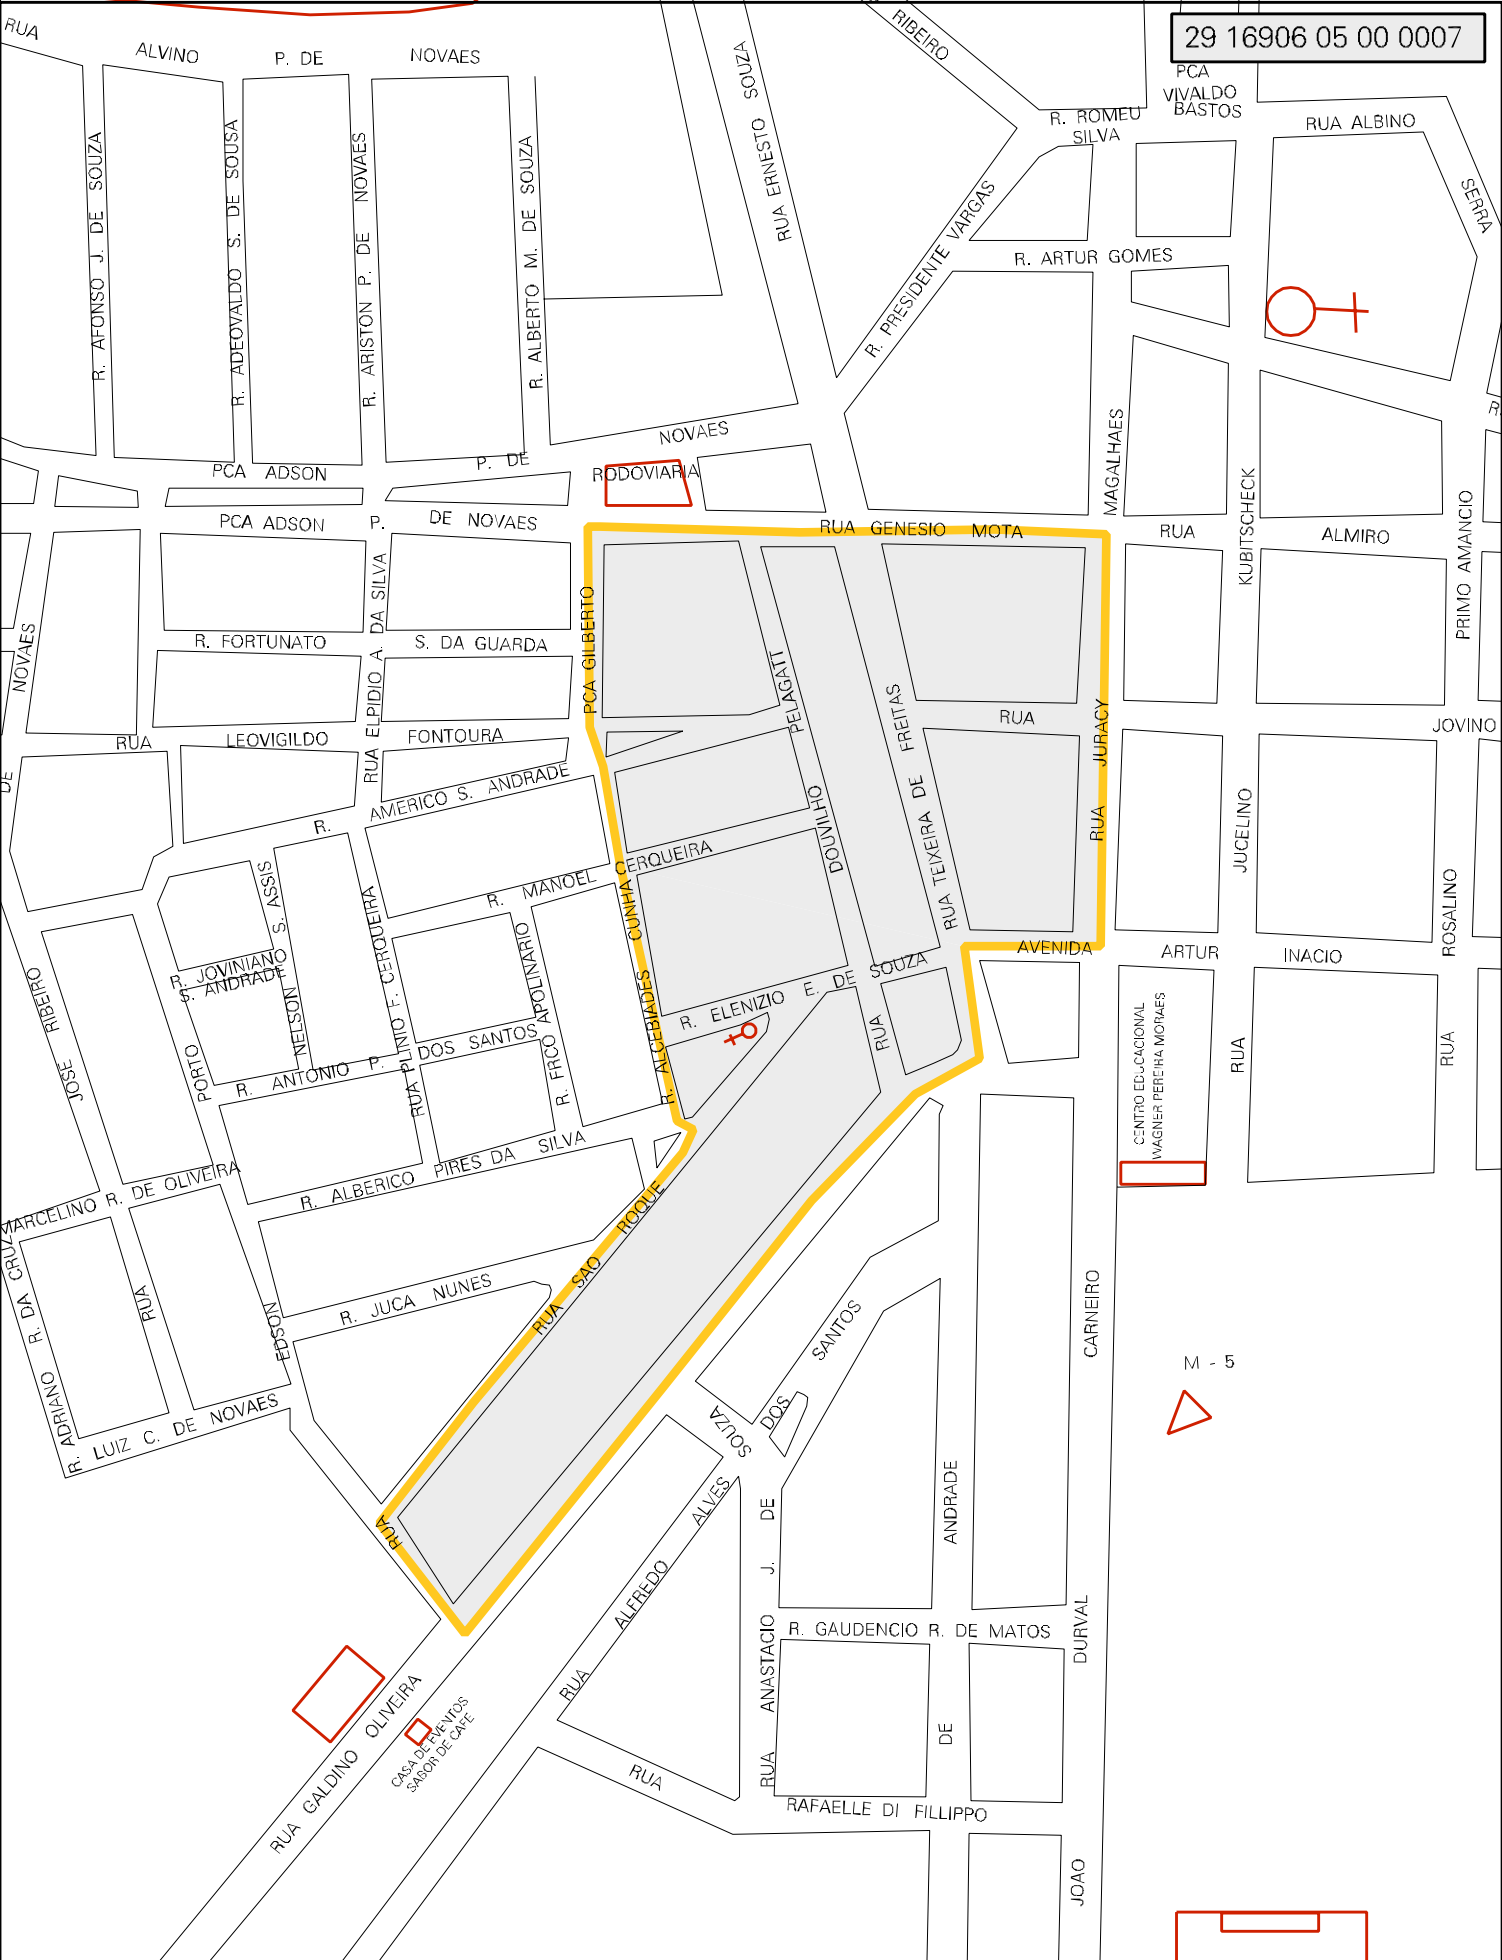 29 16906 05 00 0007
RUA
ALVINO
P. DE
NOVAES
RIBEIRO
PCA
VIVALDO
BASTOS
R. ROMEU
SILVA
RUA ALBINO
SERRA
R. AFONSO J. DE SOUZA
R. ADEOVALDO S. DE SOUSA
R. ARISTON P. DE NOVAES
R. ALBERTO M. DE SOUZA
RUA ERNESTO SOUZA
R. PRESIDENTE VARGAS
R. ARTUR GOMES
NOVAES
P. DE
PCA ADSON
RODOVIARIA
MAGALHAES
KUBITSCHECK
PRIMO AMANCIO
R.
PCA ADSON
P.
DE NOVAES
RUA GENESIO MOTA
RUA
ALMIRO
NOVAES
DE
R. FORTUNATO
S. DA GUARDA
RUA ELPIDIO A. DA SILVA
PCA GILBERTO
PELAGATT
DOUVILHO
RUA
RUA TEIXEIRA DE FREITAS
RUA
RUA JURACY
JOVINO
RUA
LEOVIGILDO
FONTOURA
R.
AMERICO S. ANDRADE
JUCELINO
ROSALINO
R. MANOEL CERQUEIRA
R. ALCEBIADES CUNHA
NELSON S. ASSIS
RUA PLINIO F. CERQUEIRA
R. FRCO APOLINARIO
R. JOVINIANO
S. ANDRADE
JOSE RIBEIRO
PORTO
R. ELENIZIO E. DE SOUZA
AVENIDA
ARTUR
INACIO
CENTRO EDUCACIONAL
WAGNER PEREIRA MORAES
RUA
RUA
R. ANTONIO P. DOS SANTOS
R. ALBERICO PIRES DA SILVA
MARCELINO R. DE OLIVEIRA
R. ADRIANO R. DA CRUZ
RUA
EDSON
R. JUCA NUNES
RUA SAO ROQUE
R. LUIZ C. DE NOVAES
RUA
SANTOS
DOS
SOUZA
CARNEIRO
M - 5
RUA ALFREDO ALVES
RUA ANASTACIO J. DE
ANDRADE
DE
DURVAL
R. GAUDENCIO R. DE MATOS
RUA GALDINO OLIVEIRA
CASA DE EVENTOS
SABOR DE CAFE
RUA
RAFAELLE DI FILLIPPO
JOAO